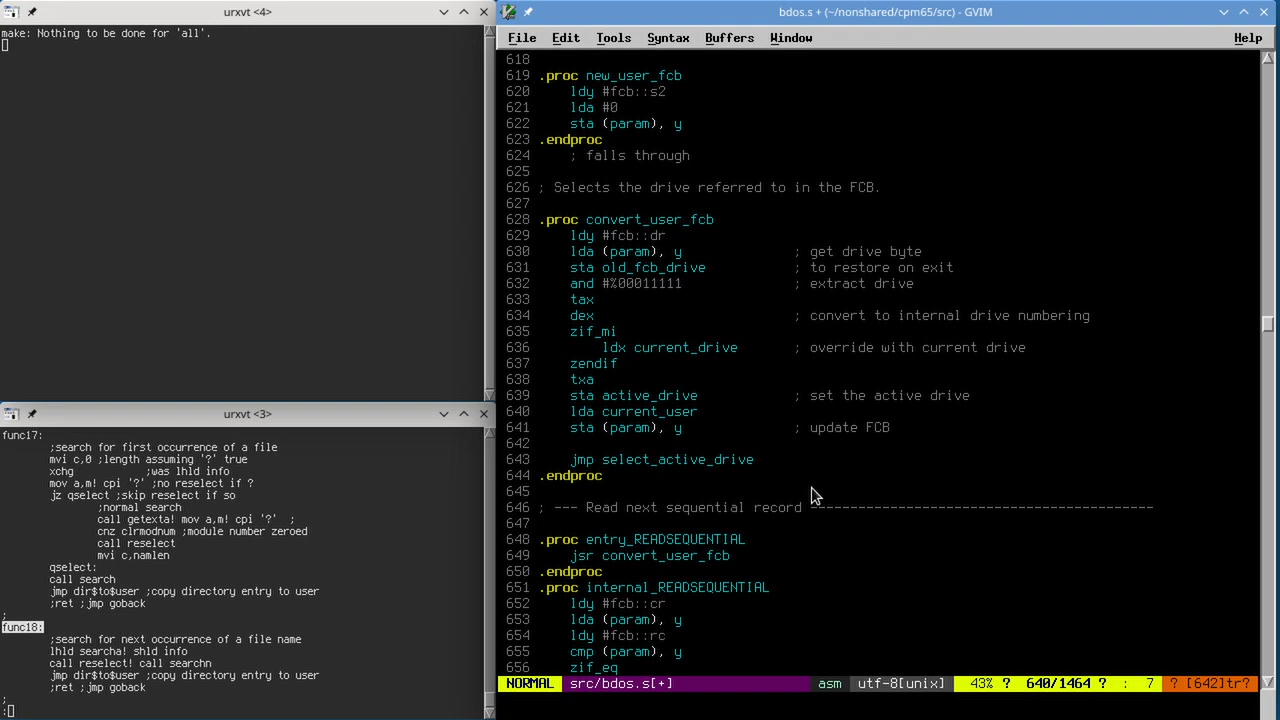 urxvt <4>
make: Nothing to be done for 'all'.
urxvt <3>
func17:
;search for first occurrence of a file
mvi c,0 ;length assuming '?' true
xchg ;was lhld info
mov a,m! cpi '?' ;no reselect if ?
jz qselect ;skip reselect if so
;normal search
call getexta! mov a,m! cpi '?' ;
cnz clrmodnum ;module number zeroed
call reselect
mvi c,namlen
qselect:
call search
jmp dir$to$user ;copy directory entry to user
;ret ;jmp goback
;
func18:
;search for next occurrence of a file name
lhld searcha! shld info
call reselect! call searchn
jmp dir$to$user ;copy directory entry to user
;ret ;jmp goback
;
:
bdos.s + (~/nonshared/cpm65/src) - GVIM
File Edit Tools Syntax Buffers Window Help
618
619 .proc new_user_fcb
620 ldy #fcb::s2
621 lda #0
622 sta (param), y
623 .endproc
624 ; falls through
625
626 ; Selects the drive referred to in the FCB.
627
628 .proc convert_user_fcb
629 ldy #fcb::dr
630 lda (param), y ; get drive byte
631 sta old_fcb_drive ; to restore on exit
632 and #%00011111 ; extract drive
633 tax
634 dex ; convert to internal drive numbering
635 zif_mi
636 ldx current_drive ; override with current drive
637 zendif
638 txa
639 sta active_drive ; set the active drive
640 lda current_user
641 sta (param), y ; update FCB
642
643 jmp select_active_drive
644 .endproc
645
646 ; --- Read next sequential record -------------------------------------------
647
648 .proc entry_READSEQUENTIAL
649 jsr convert_user_fcb
650 .endproc
651 .proc internal_READSEQUENTIAL
652 ldy #fcb::cr
653 lda (param), y
654 ldy #fcb::rc
655 cmp (param), y
656 zif_eq
NORMAL src/bdos.s[+] asm utf-8[unix] 43% ? 640/1464 ? : 7 ? [642]tr?